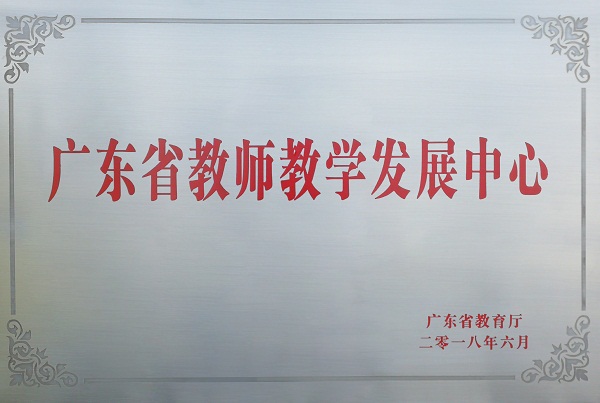 广东省教师教学发展中心
广东省教育厅
二零一八年六月